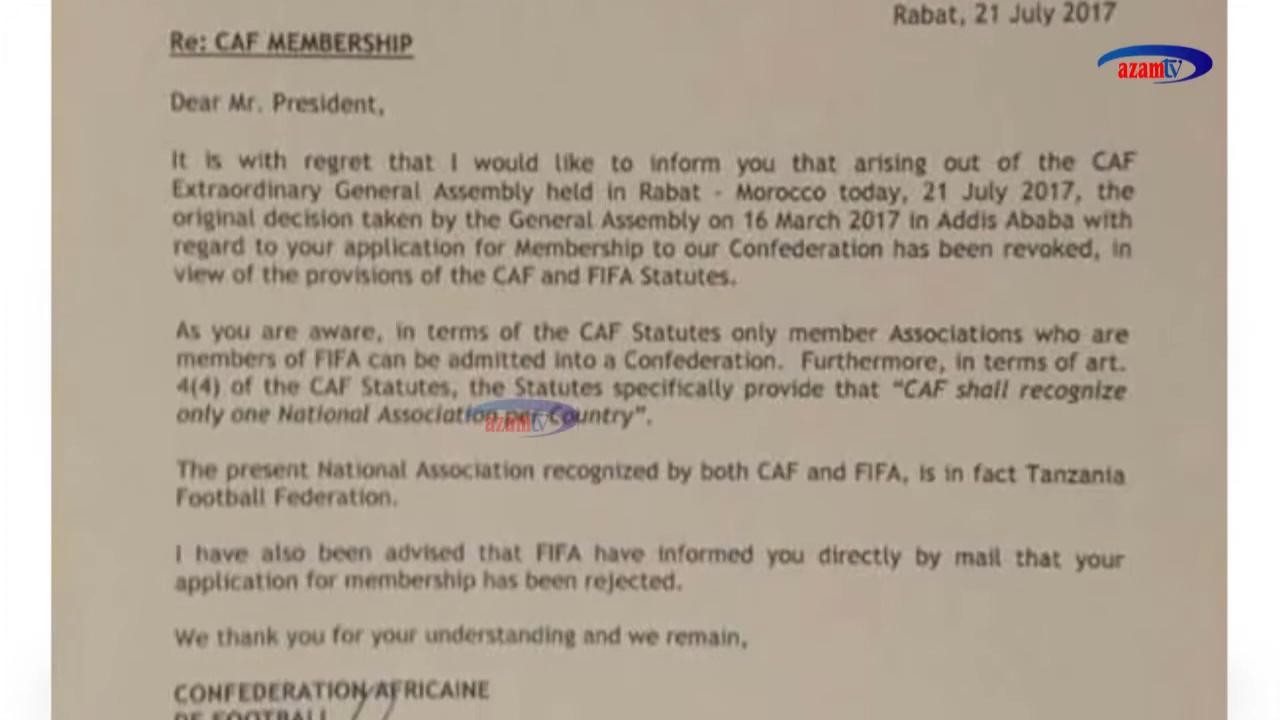 Rabat, 21 July 2017
Re: CAF MEMBERSHIP
azamtv
Dear Mr. President,
It is with regret that I would like to inform you that arising out of the CAF
Extraordinary General Assembly held in Rabat - Morocco today, 21 July 2017, the
original decision taken by the General Assembly on 16 March 2017 in Addis Ababa with
regard to your application for Membership to our Confederation has been revoked, in
view of the provisions of the CAF and FIFA Statutes.
As you are aware, in terms of the CAF Statutes only member Associations who are
members of FIFA can be admitted into a Confederation. Furthermore, in terms of art.
4(4) of the CAF Statutes, the Statutes specifically provide that "CAF shall recognize
only one National Association per Country".
azamtv
The present National Association recognized by both CAF and FIFA, is in fact Tanzania
Football Federation.
I have also been advised that FIFA have informed you directly by mail that your
application for membership has been rejected.
We thank you for your understanding and we remain,
CONFEDERATION AFRICAINE
DE FOOTBALL